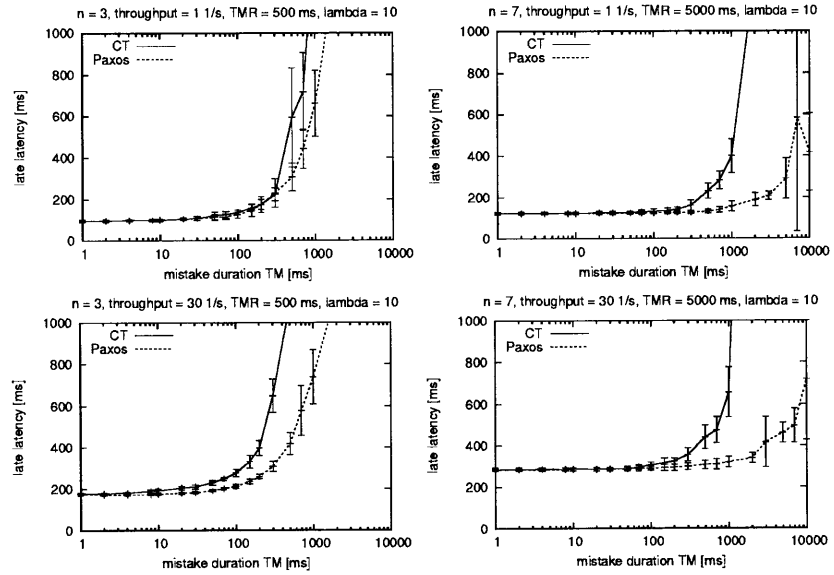 n = 3, throughput = 1 1/s, TMR = 500 ms, lambda = 10
CT
Paxos
1000
800
600
400
200
0
late latency [ms]
1 10 100 1000 10000
mistake duration TM [ms]
n = 7, throughput = 1 1/s, TMR = 5000 ms, lambda = 10
CT
Paxos
1000
800
600
400
200
0
late latency [ms]
1 10 100 1000 10000
mistake duration TM [ms]
n = 3, throughput = 30 1/s, TMR = 500 ms, lambda = 10
CT
Paxos
1000
800
600
400
200
0
late latency [ms]
1 10 100 1000 10000
mistake duration TM [ms]
n = 7, throughput = 30 1/s, TMR = 5000 ms, lambda = 10
CT
Paxos
1000
800
600
400
200
0
late latency [ms]
1 10 100 1000 10000
mistake duration TM [ms]